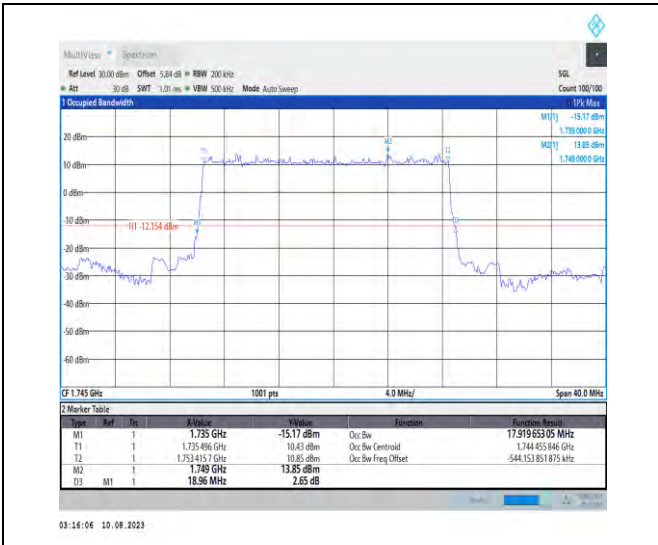 MultiView Spectrum
Ref Level 30.00 dBm Offset 5.84 dB RBW 200 kHz SGL
Att 30 dB SWT 1.01 ms VBW 500 kHz Mode Auto Sweep Count 100/100
1 Occupied Bandwidth 1Pk Max
M1[1] -15.17 dBm
1.735 000 0 GHz
M2[1] 13.85 dBm
1.749 000 0 GHz
20 dBm
M2
T1 T2
10 dBm
0 dBm
-10 dBm
H1 -12.154 dBm
-20 dBm
-30 dBm
-40 dBm
-50 dBm
-60 dBm
CF 1.745 GHz 1001 pts 4.0 MHz/ Span 40.0 MHz
2 Marker Table
Type Ref Trc X-Value Y-Value Function Function Result
M1 1 1.735 GHz -15.17 dBm Occ Bw 17.919 653 05 MHz
T1 1 1.735 496 GHz 10.43 dBm Occ Bw Centroid 1.744 455 846 GHz
T2 1 1.753 415 7 GHz 10.85 dBm Occ Bw Freq Offset -544.153 851 875 kHz
M2 1 1.749 GHz 13.85 dBm
D3 M1 1 18.96 MHz 2.65 dB
03:16:06 10.08.2023